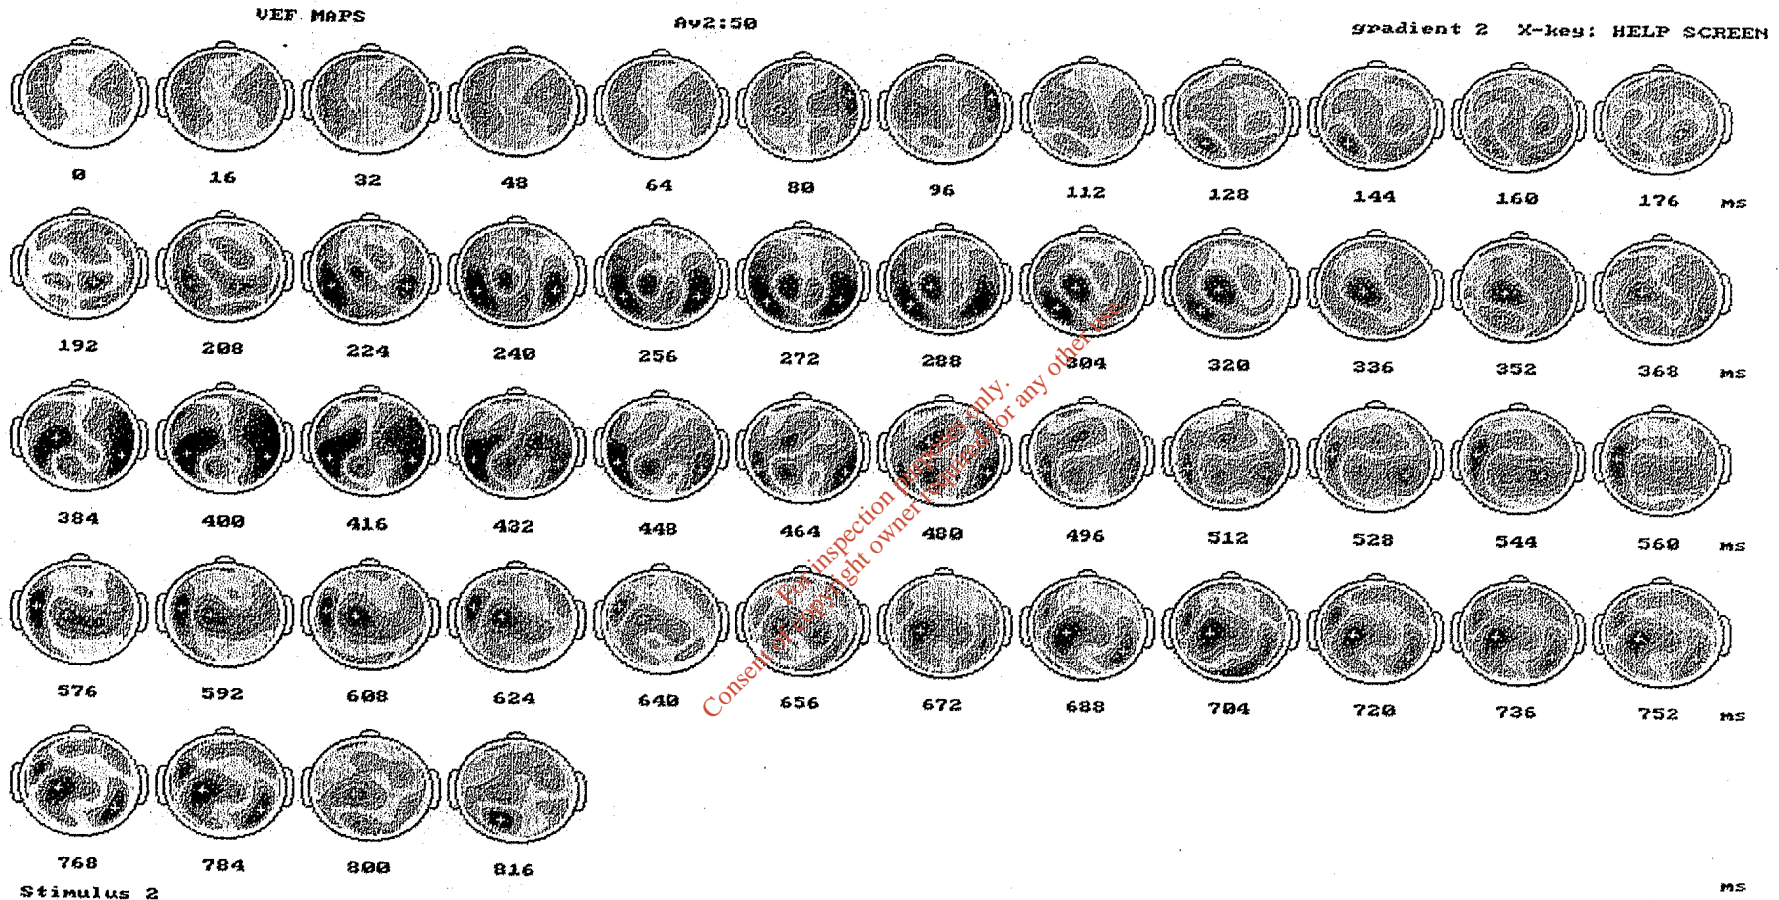 VEF MAPS Av2:50 gradient 2 X-key: HELP SCREEN
0 16 32 48 64 80 96 112 128 144 160 176 ms
192 208 224 240 256 272 288 304 320 336 352 368 ms
384 400 416 432 448 464 480 496 512 528 544 560 ms
576 592 608 624 640 656 672 688 704 720 736 752 ms
768 784 800 816
Stimulus 2 ms
For inspection purposes only.
Consent of copyright owner required for any other use.